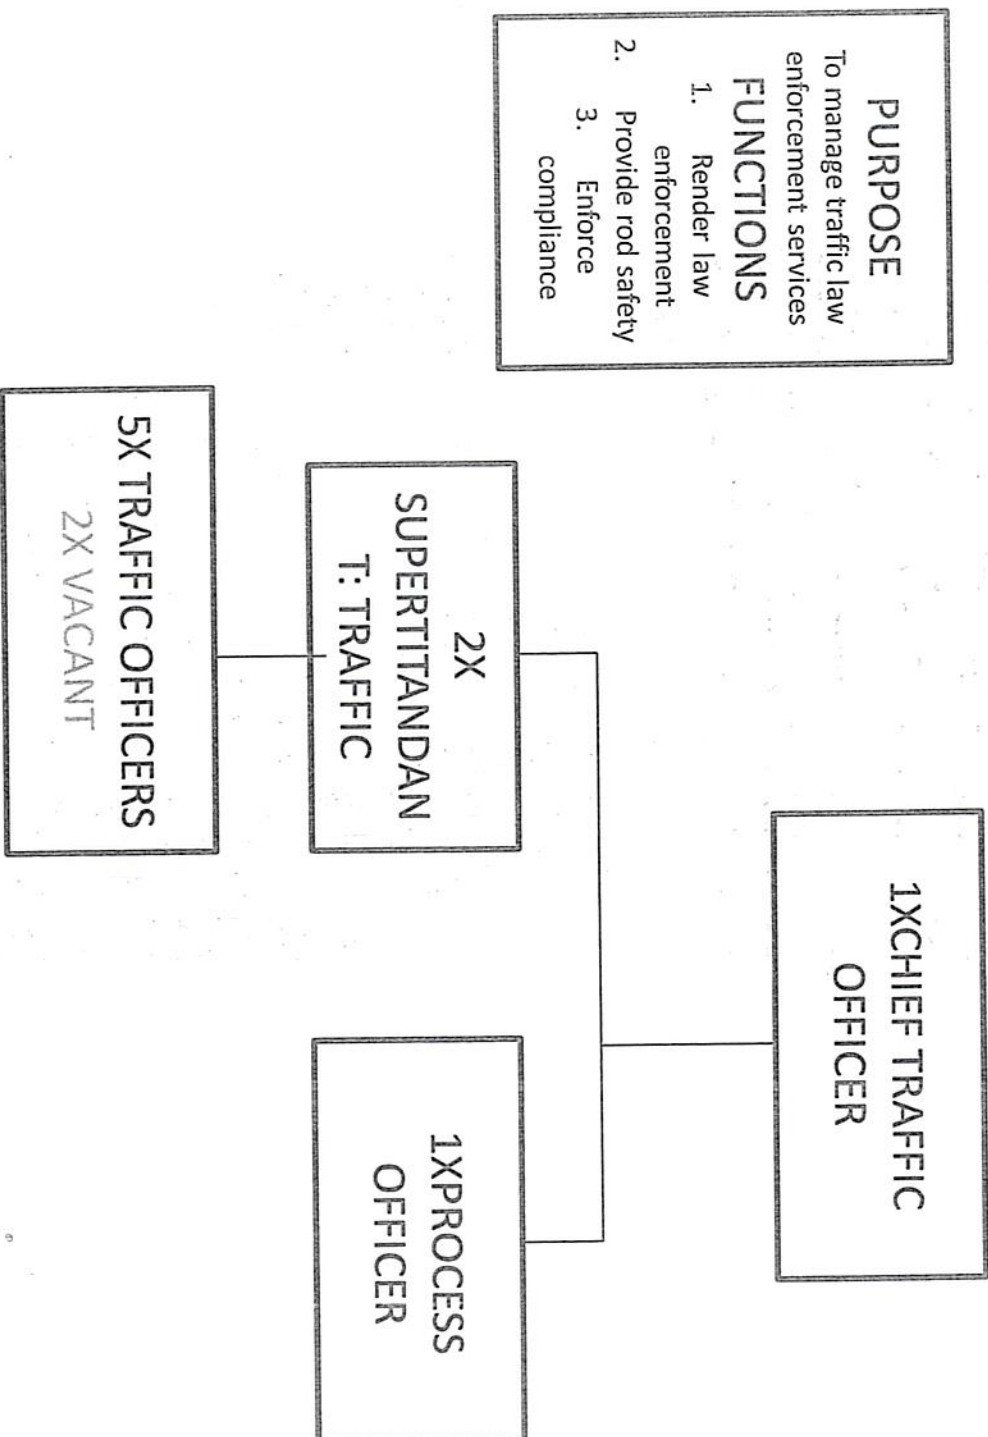 PURPOSE
To manage traffic law
enforcement services
FUNCTIONS
1. Render law
enforcement
2. Provide rod safety
3. Enforce
compliance
1XCHIEF TRAFFIC
OFFICER
2X
SUPERTITANDAN
T: TRAFFIC
1XPROCESS
OFFICER
5X TRAFFIC OFFICERS
2X VACANT